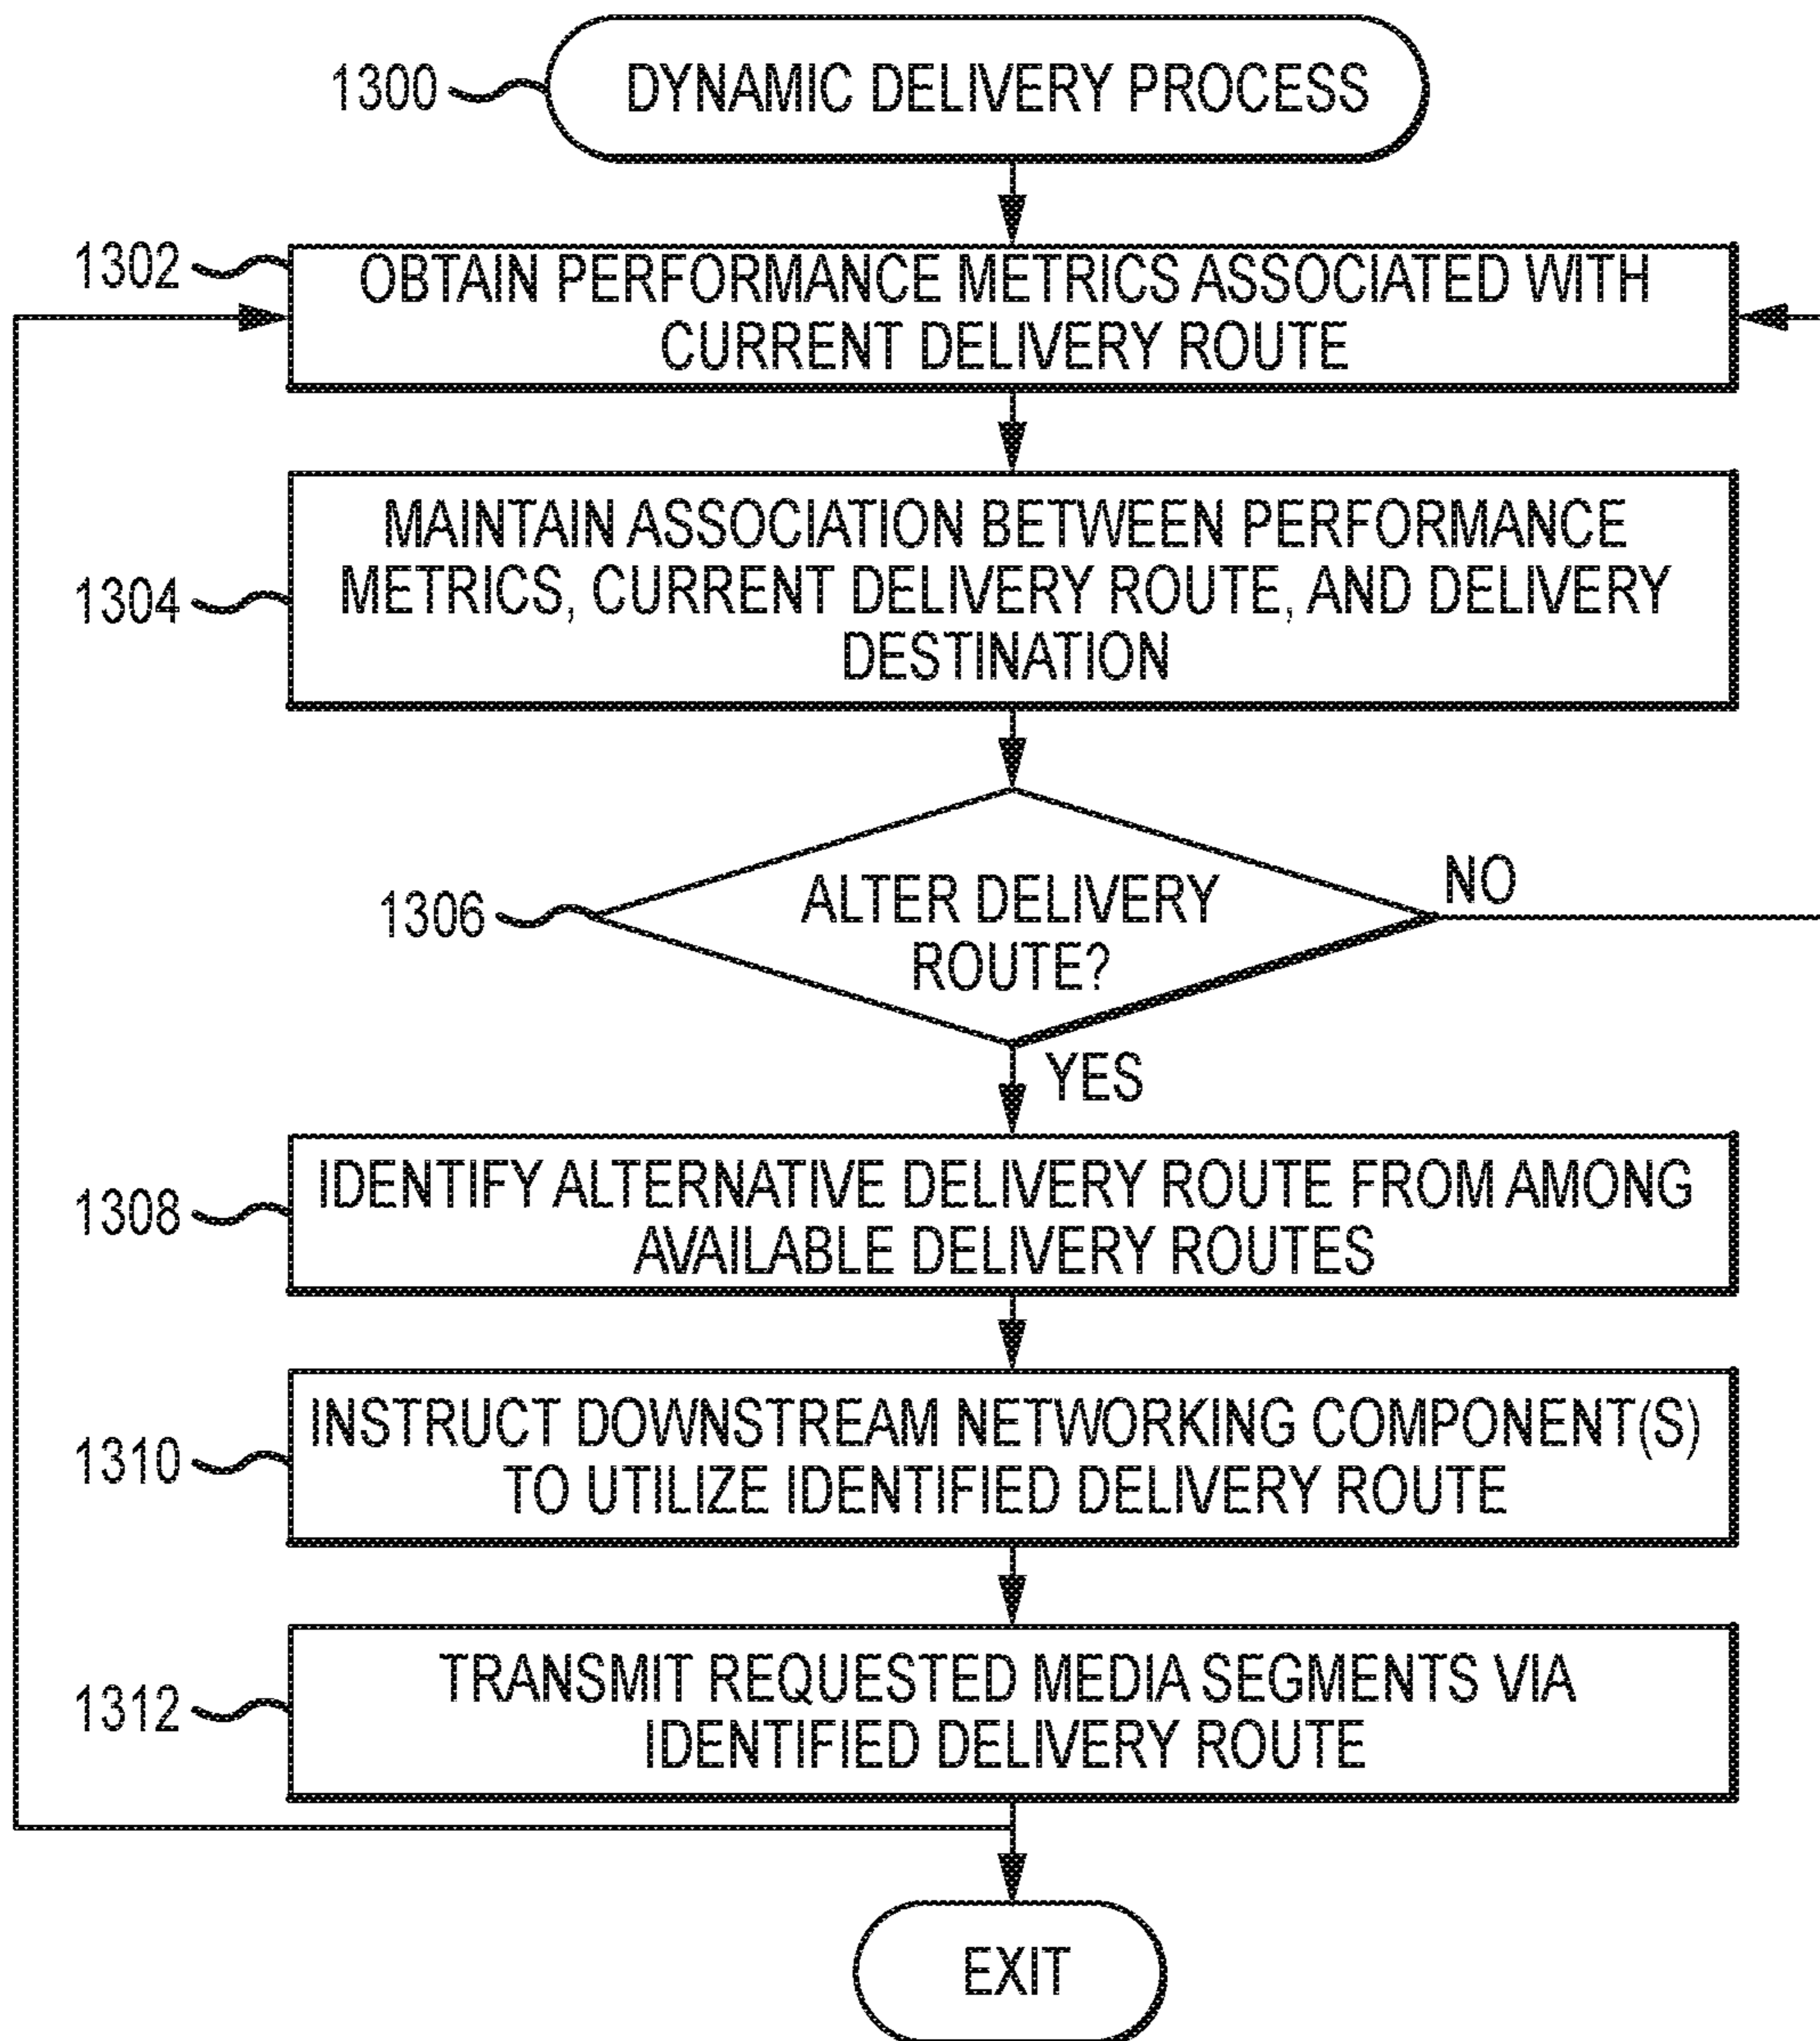 1300
DYNAMIC DELIVERY PROCESS
1302
OBTAIN PERFORMANCE METRICS ASSOCIATED WITH
CURRENT DELIVERY ROUTE
1304
MAINTAIN ASSOCIATION BETWEEN PERFORMANCE
METRICS, CURRENT DELIVERY ROUTE, AND DELIVERY
DESTINATION
1306
ALTER DELIVERY
ROUTE?
NO
YES
1308
IDENTIFY ALTERNATIVE DELIVERY ROUTE FROM AMONG
AVAILABLE DELIVERY ROUTES
1310
INSTRUCT DOWNSTREAM NETWORKING COMPONENT(S)
TO UTILIZE IDENTIFIED DELIVERY ROUTE
1312
TRANSMIT REQUESTED MEDIA SEGMENTS VIA
IDENTIFIED DELIVERY ROUTE
EXIT